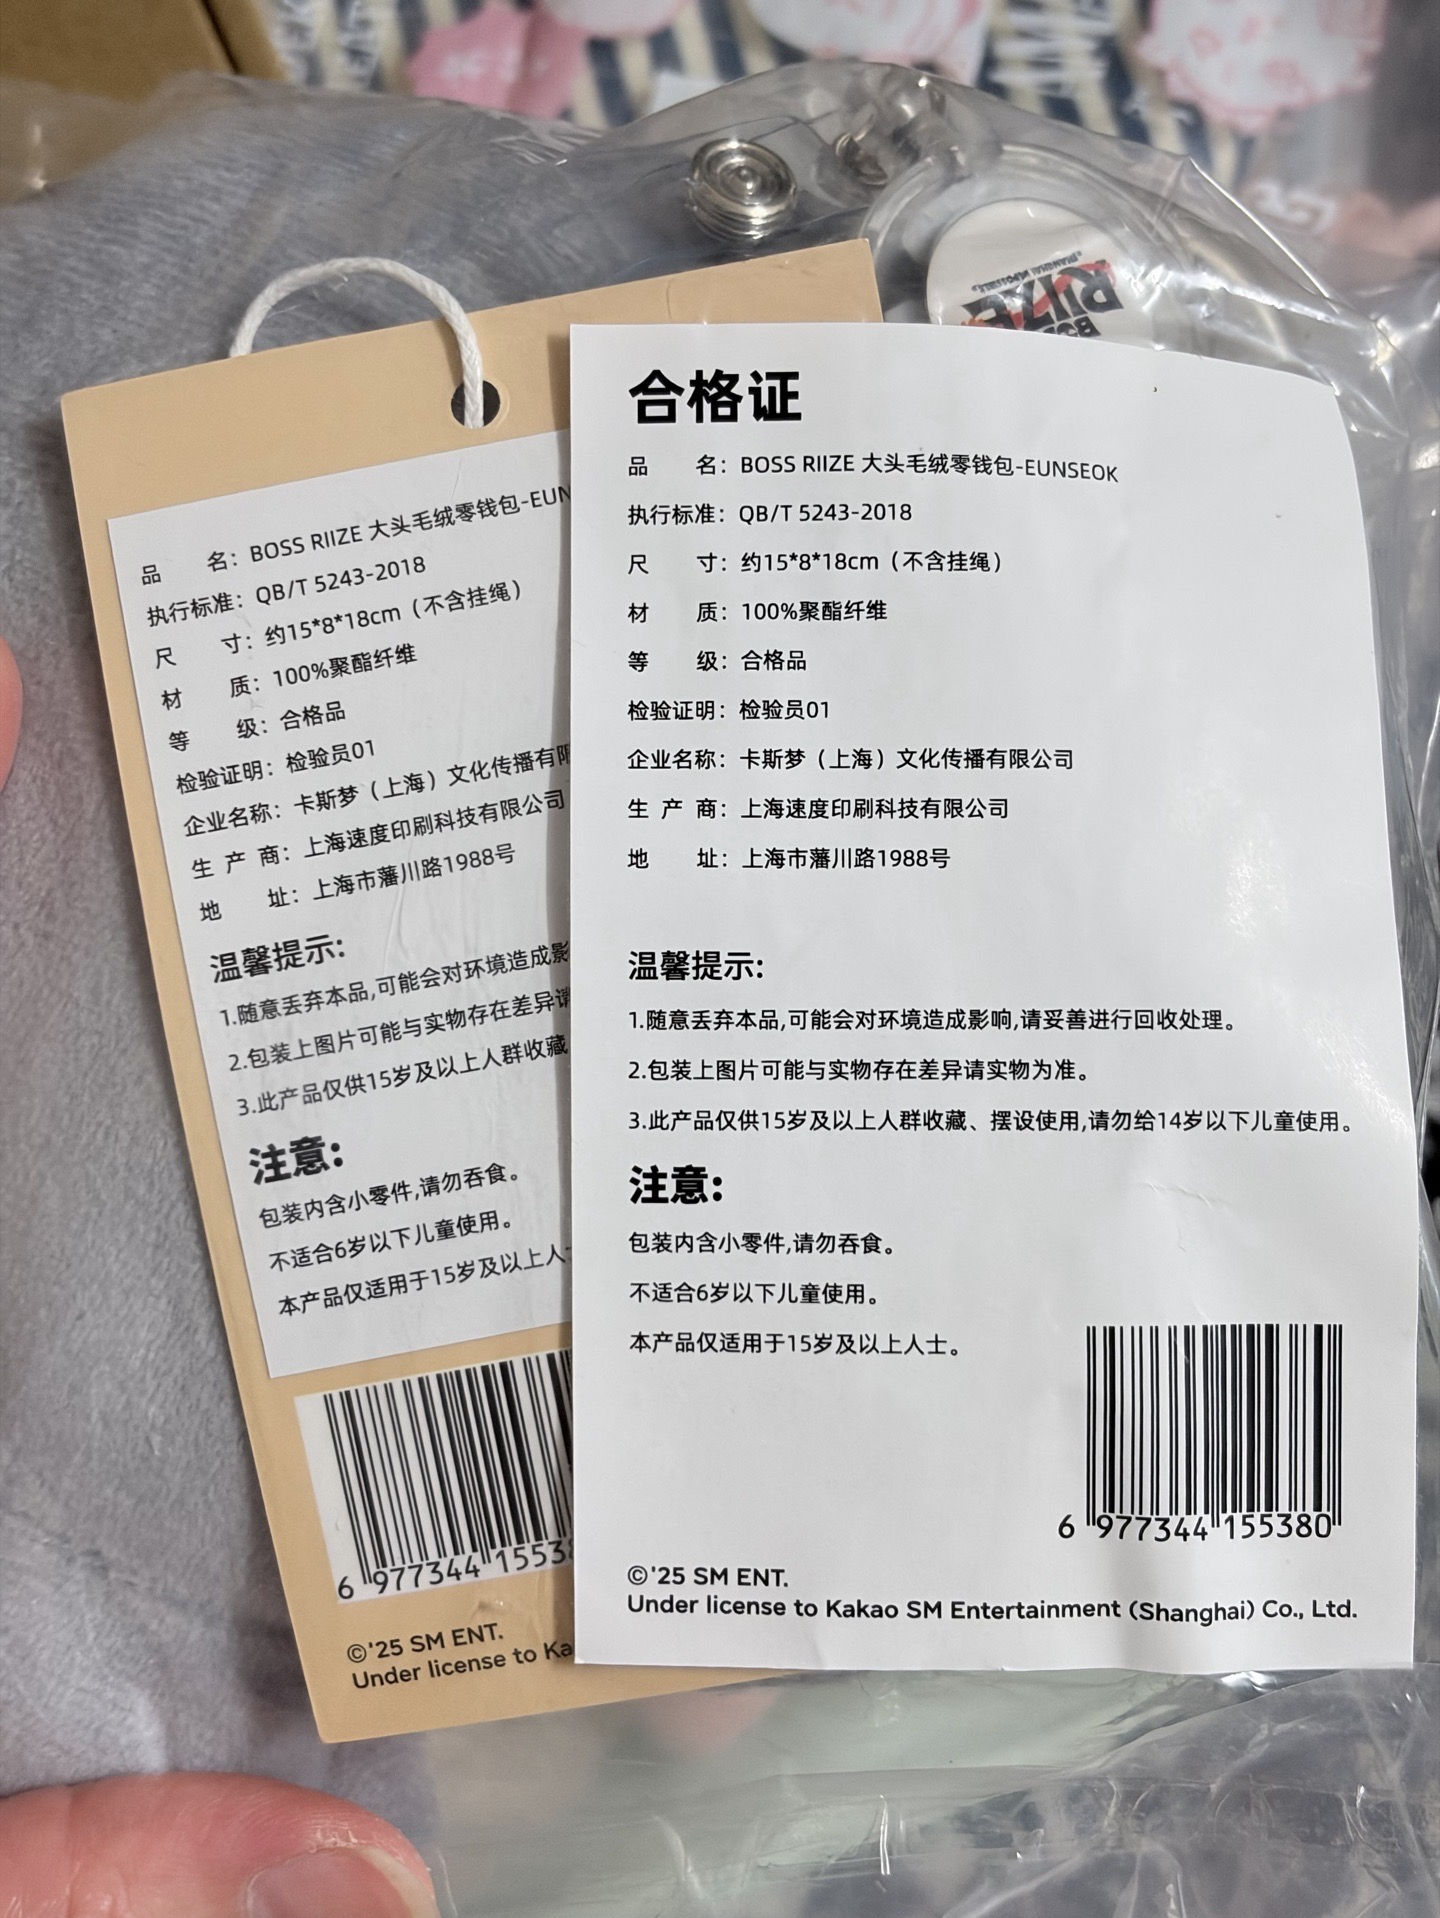 BOSS
RIIZE
"SHANGHAI IMPOSSIBLE"
品 名：BOSS RIIZE 大头毛绒零钱包-EUN
执行标准：QB/T 5243-2018
尺 寸：约15*8*18cm（不含挂绳）
材 质：100%聚酯纤维
等 级：合格品
检验证明：检验员01
企业名称：卡斯梦（上海）文化传播有限
生 产 商：上海速度印刷科技有限公司
地 址：上海市藩川路1988号
温馨提示:
1.随意丢弃本品,可能会对环境造成影
2.包装上图片可能与实物存在差异请
3.此产品仅供15岁及以上人群收藏
注意:
包装内含小零件,请勿吞食。
不适合6岁以下儿童使用。
本产品仅适用于15岁及以上人
6 977344 15538
©'25 SM ENT.
Under license to Ka
合格证
品 名：BOSS RIIZE 大头毛绒零钱包-EUNSEOK
执行标准：QB/T 5243-2018
尺 寸：约15*8*18cm（不含挂绳）
材 质：100%聚酯纤维
等 级：合格品
检验证明：检验员01
企业名称：卡斯梦（上海）文化传播有限公司
生 产 商：上海速度印刷科技有限公司
地 址：上海市藩川路1988号
温馨提示:
1.随意丢弃本品,可能会对环境造成影响,请妥善进行回收处理。
2.包装上图片可能与实物存在差异请实物为准。
3.此产品仅供15岁及以上人群收藏、摆设使用,请勿给14岁以下儿童使用。
注意:
包装内含小零件,请勿吞食。
不适合6岁以下儿童使用。
本产品仅适用于15岁及以上人士。
6 977344 155380
©'25 SM ENT.
Under license to Kakao SM Entertainment (Shanghai) Co., Ltd.